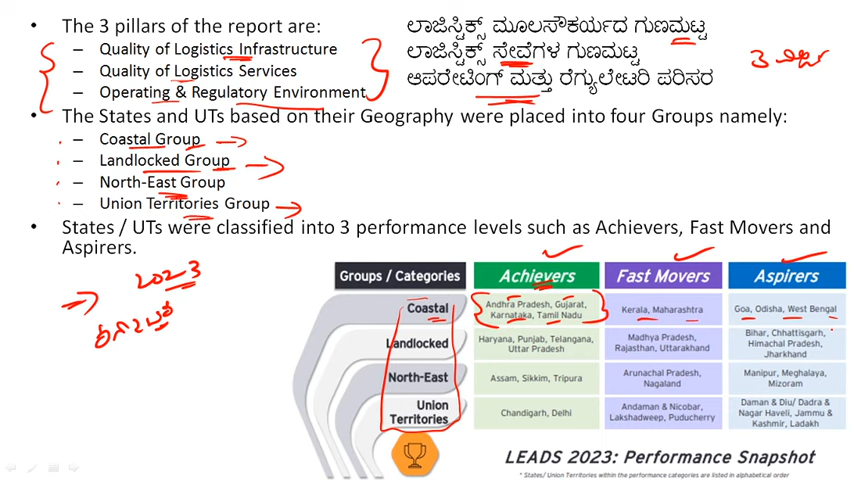 • The 3 pillars of the report are:
– Quality of Logistics Infrastructure
– Quality of Logistics Services
– Operating & Regulatory Environment
ಲಾಜಿಸ್ಟಿಕ್ಸ್ ಮೂಲಸೌಕರ್ಯದ ಗುಣಮಟ್ಟ
ಲಾಜಿಸ್ಟಿಕ್ಸ್ ಸೇವೆಗಳ ಗುಣಮಟ್ಟ
ಆಪರೇಟಿಂಗ್ ಮತ್ತು ರೆಗ್ಯುಲೇಟರಿ ಪರಿಸರ
3
• The States and UTs based on their Geography were placed into four Groups namely:
– Coastal Group
– Landlocked Group
– North-East Group
– Union Territories Group
• States / UTs were classified into 3 performance levels such as Achievers, Fast Movers and
Aspirers.
2023
Groups / Categories Achievers Fast Movers Aspirers
Coastal
Andhra Pradesh, Gujarat,
Karnataka, Tamil Nadu
Kerala, Maharashtra
Goa, Odisha, West Bengal
Landlocked
Haryana, Punjab, Telangana,
Uttar Pradesh
Madhya Pradesh,
Rajasthan, Uttarakhand
Bihar, Chhattisgarh,
Himachal Pradesh,
Jharkhand
North-East
Assam, Sikkim, Tripura
Arunachal Pradesh,
Nagaland
Manipur, Meghalaya,
Mizoram
Union
Territories
Chandigarh, Delhi
Andaman & Nicobar,
Lakshadweep, Puducherry
Daman & Diu/ Dadra &
Nagar Haveli, Jammu &
Kashmir, Ladakh
LEADS 2023: Performance Snapshot
* States/ Union Territories within the performance categories are listed in alphabetical order